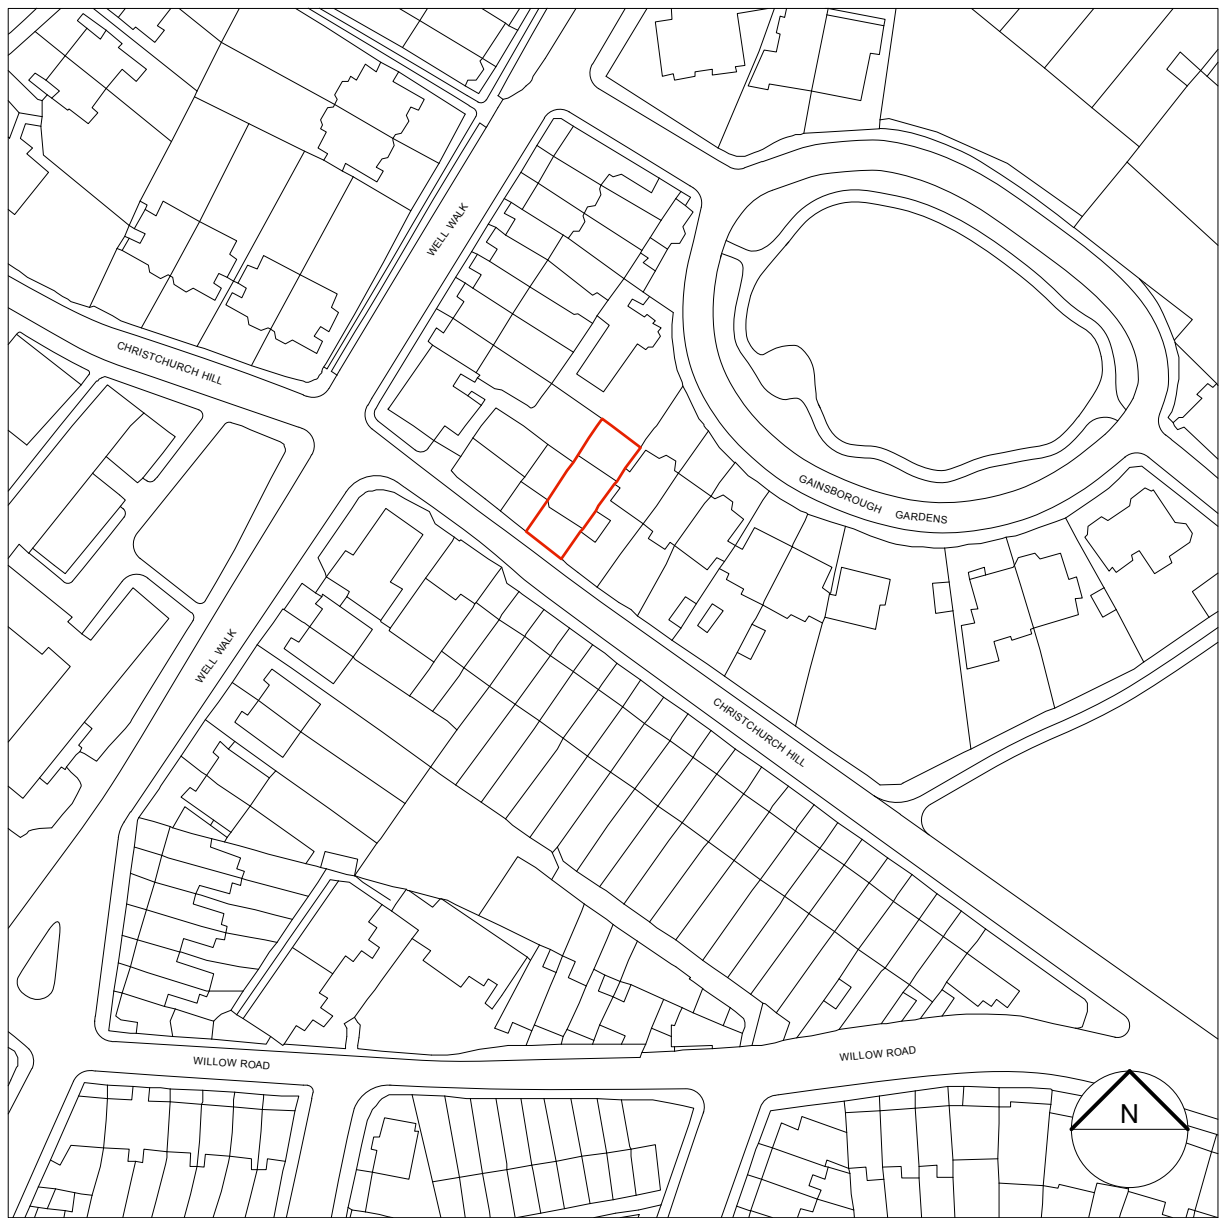 WELL WALK
CHRISTCHURCH HILL
GAINSBOROUGH GARDENS
WELL WALK
CHRISTCHURCH HILL
WILLOW ROAD
WILLOW ROAD
N